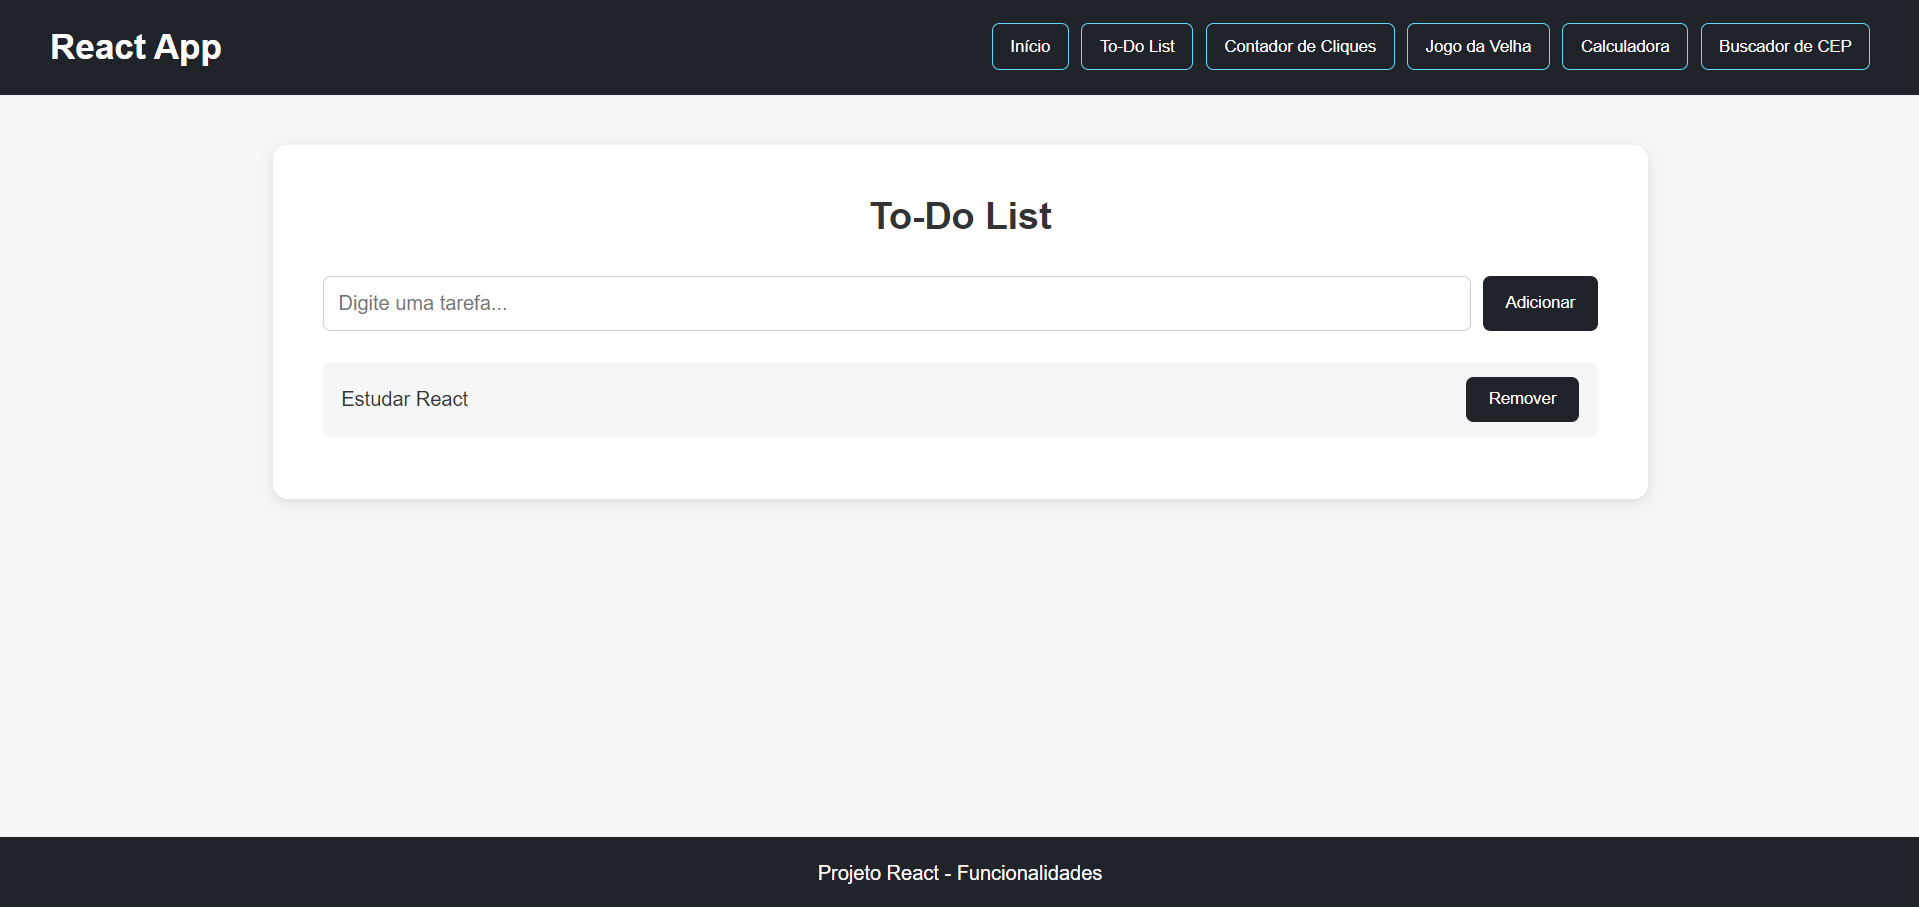 React App
Início
To-Do List
Contador de Cliques
Jogo da Velha
Calculadora
Buscador de CEP
To-Do List
Digite uma tarefa...
Adicionar
Estudar React
Remover
Projeto React - Funcionalidades